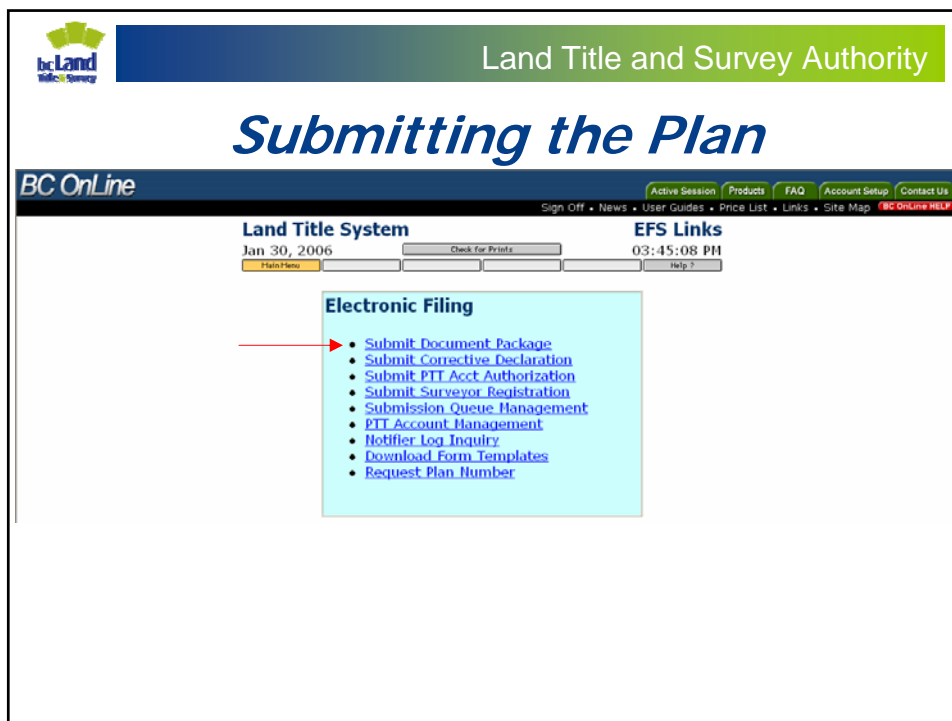 bcLand
Title & Survey
Land Title and Survey Authority
Submitting the Plan
BC OnLine
Active Session Products FAQ Account Setup Contact Us
Sign Off • News • User Guides • Price List • Links • Site Map BC OnLine HELP
Land Title System EFS Links
Jan 30, 2006 Check for Prints 03:45:08 PM
Main Menu Help ?
Electronic Filing
• Submit Document Package
• Submit Corrective Declaration
• Submit PTT Acct Authorization
• Submit Surveyor Registration
• Submission Queue Management
• PTT Account Management
• Notifier Log Inquiry
• Download Form Templates
• Request Plan Number